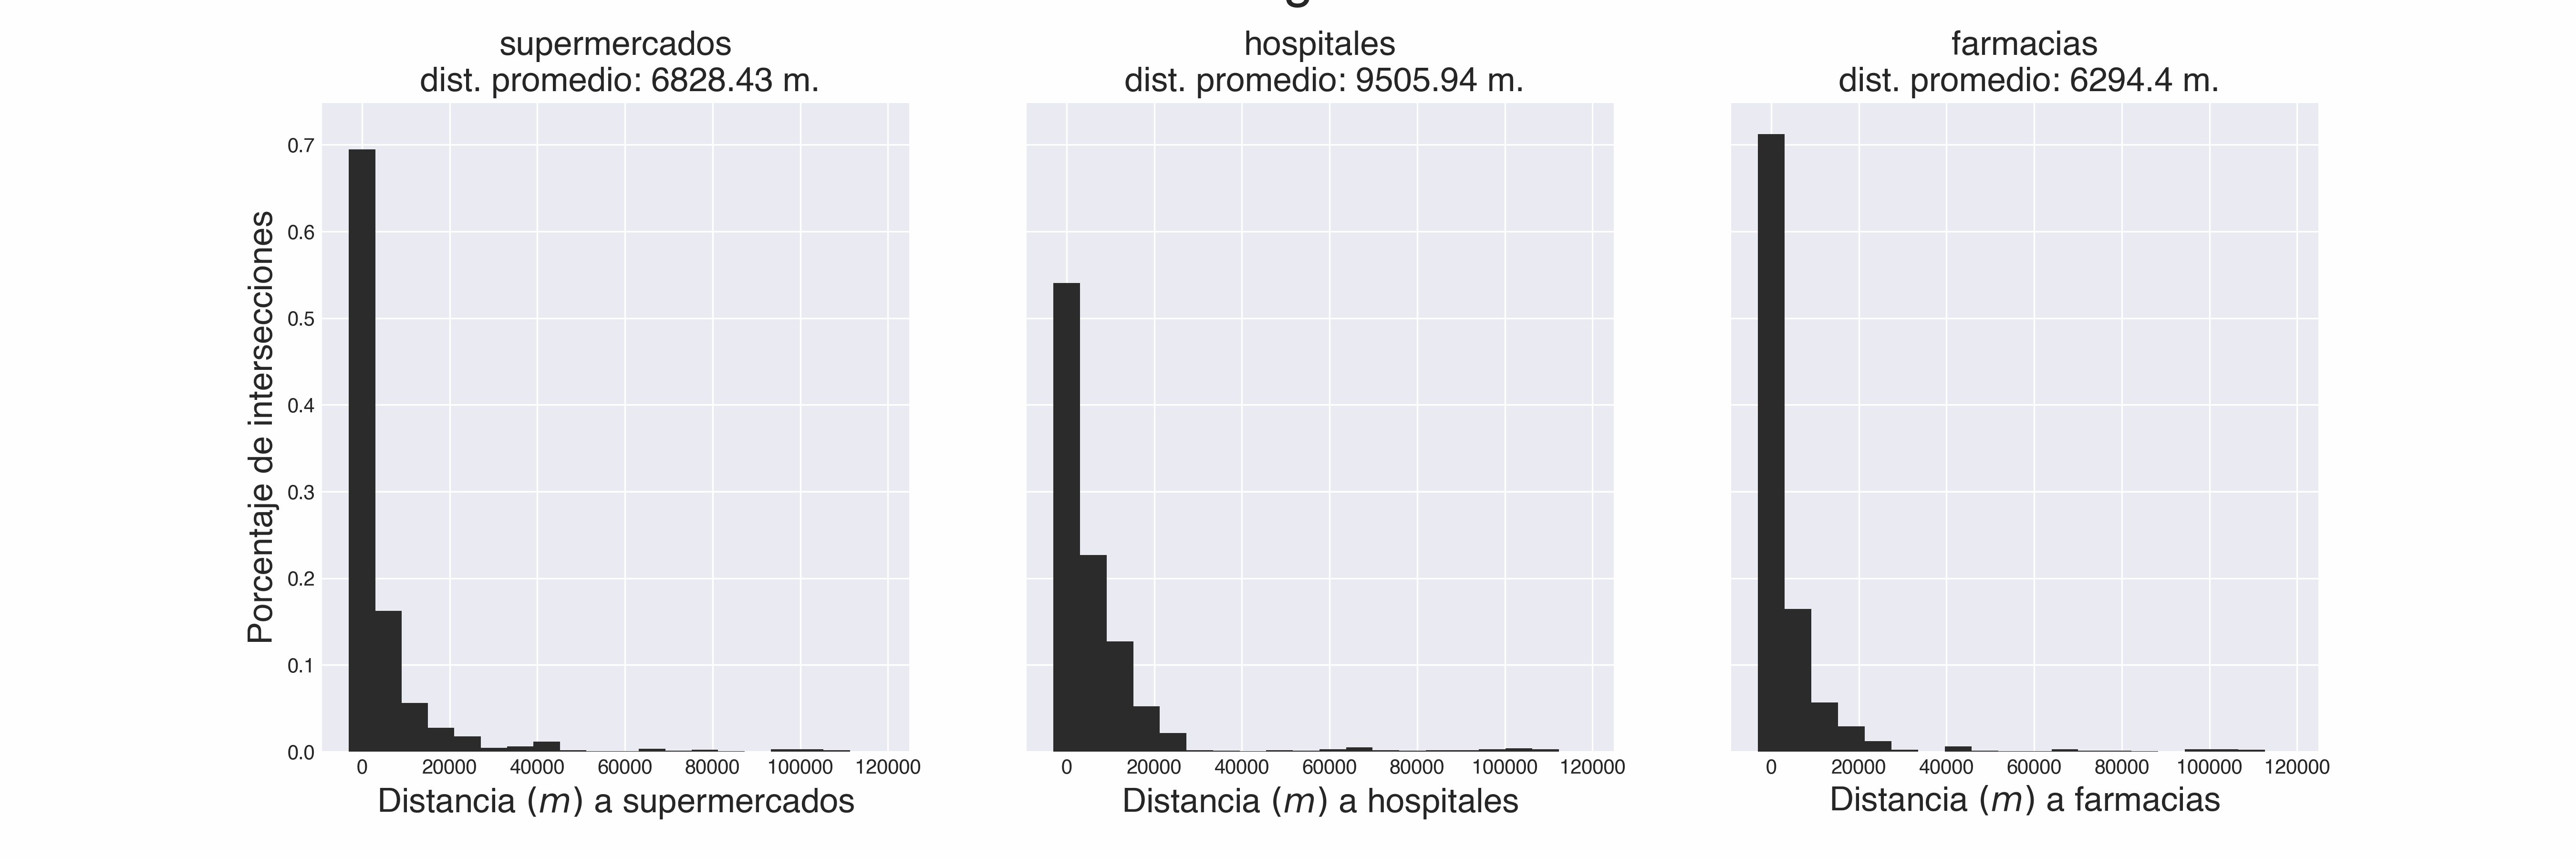 supermercados
dist. promedio: 6828.43 m.
hospitales
dist. promedio: 9505.94 m.
farmacias
dist. promedio: 6294.4 m.
Porcentaje de intersecciones
0.7
0.6
0.5
0.4
0.3
0.2
0.1
0.0
0 20000 40000 60000 80000 100000 120000
0 20000 40000 60000 80000 100000 120000
0 20000 40000 60000 80000 100000 120000
Distancia (m) a supermercados
Distancia (m) a hospitales
Distancia (m) a farmacias